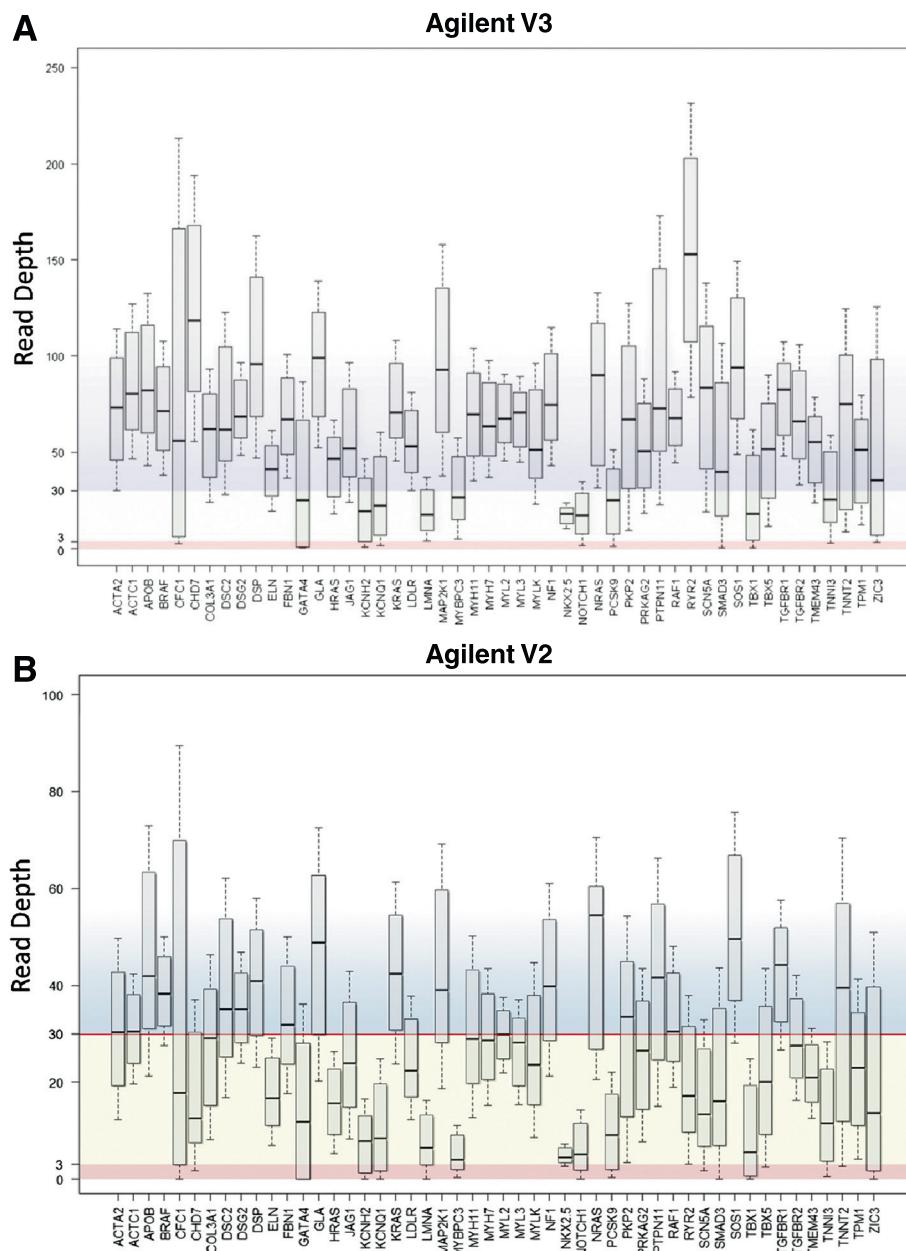 A
Agilent V3
Read Depth
250
200
150
100
50
30
3
0
ACTA2
ACTC1
APOB
BRAF
CFC1
CHD7
COL3A1
DSC2
DSG2
DSP
ELN
FBN1
GATA4
GLA
HRAS
JAG1
KCNH2
KCNQ1
KRAS
LDLR
LMNA
MAP2K1
MYBPC3
MYH11
MYH7
MYL2
MYL3
MYLK
NF1
NKX2.5
NOTCH1
NRAS
PCSK9
PKP2
PRKAG2
PTPN11
RAF1
RYR2
SCN5A
SMAD3
SOS1
TBX1
TBX5
TGFBR1
TGFBR2
TMEM43
TNNI3
TNNT2
TPM1
ZIC3
B
Agilent V2
Read Depth
100
80
60
40
30
20
3
0
ACTA2
ACTC1
APOB
BRAF
CFC1
CHD7
COL3A1
DSC2
DSG2
DSP
ELN
FBN1
GATA4
GLA
HRAS
JAG1
KCNH2
KCNQ1
KRAS
LDLR
LMNA
MAP2K1
MYBPC3
MYH11
MYH7
MYL2
MYL3
MYLK
NF1
NKX2.5
NOTCH1
NRAS
PCSK9
PKP2
PRKAG2
PTPN11
RAF1
RYR2
SCN5A
SMAD3
SOS1
TBX1
TBX5
TGFBR1
TGFBR2
TMEM43
TNNI3
TNNT2
TPM1
ZIC3